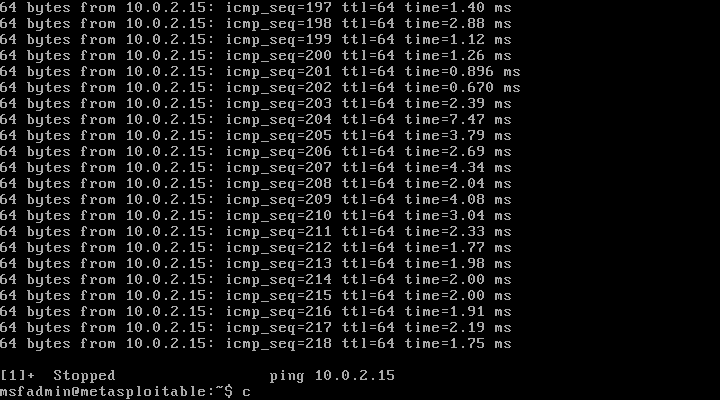 64 bytes from 10.0.2.15: icmp_seq=197 ttl=64 time=1.40 ms
64 bytes from 10.0.2.15: icmp_seq=198 ttl=64 time=2.88 ms
64 bytes from 10.0.2.15: icmp_seq=199 ttl=64 time=1.12 ms
64 bytes from 10.0.2.15: icmp_seq=200 ttl=64 time=1.26 ms
64 bytes from 10.0.2.15: icmp_seq=201 ttl=64 time=0.896 ms
64 bytes from 10.0.2.15: icmp_seq=202 ttl=64 time=0.670 ms
64 bytes from 10.0.2.15: icmp_seq=203 ttl=64 time=2.39 ms
64 bytes from 10.0.2.15: icmp_seq=204 ttl=64 time=7.47 ms
64 bytes from 10.0.2.15: icmp_seq=205 ttl=64 time=3.79 ms
64 bytes from 10.0.2.15: icmp_seq=206 ttl=64 time=2.69 ms
64 bytes from 10.0.2.15: icmp_seq=207 ttl=64 time=4.34 ms
64 bytes from 10.0.2.15: icmp_seq=208 ttl=64 time=2.04 ms
64 bytes from 10.0.2.15: icmp_seq=209 ttl=64 time=4.08 ms
64 bytes from 10.0.2.15: icmp_seq=210 ttl=64 time=3.04 ms
64 bytes from 10.0.2.15: icmp_seq=211 ttl=64 time=2.33 ms
64 bytes from 10.0.2.15: icmp_seq=212 ttl=64 time=1.77 ms
64 bytes from 10.0.2.15: icmp_seq=213 ttl=64 time=1.98 ms
64 bytes from 10.0.2.15: icmp_seq=214 ttl=64 time=2.00 ms
64 bytes from 10.0.2.15: icmp_seq=215 ttl=64 time=2.00 ms
64 bytes from 10.0.2.15: icmp_seq=216 ttl=64 time=1.91 ms
64 bytes from 10.0.2.15: icmp_seq=217 ttl=64 time=2.19 ms
64 bytes from 10.0.2.15: icmp_seq=218 ttl=64 time=1.75 ms
[1]+  Stopped                 ping 10.0.2.15
msfadmin@metasploitable:~$ c